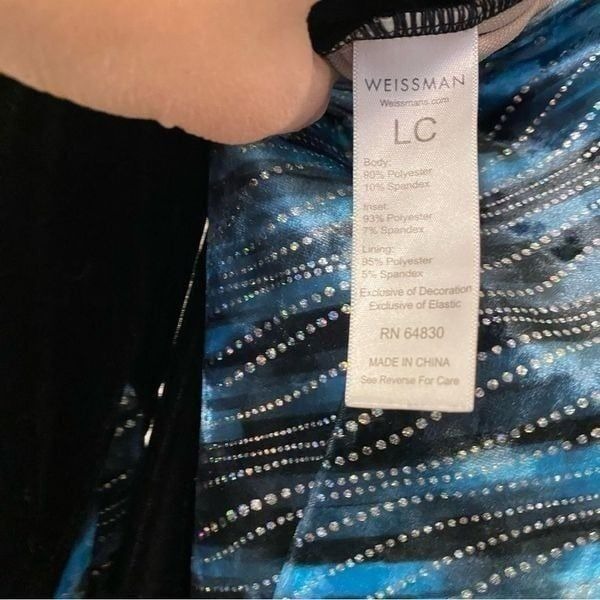 WEISSMAN
Weissmans.com
LC
Body:
90% Polyester
10% Spandex
Inset:
93% Polyester
7% Spandex
Lining:
95% Polyester
5% Spandex
Exclusive of Decoration
Exclusive of Elastic
RN 64830
MADE IN CHINA
See Reverse For Care